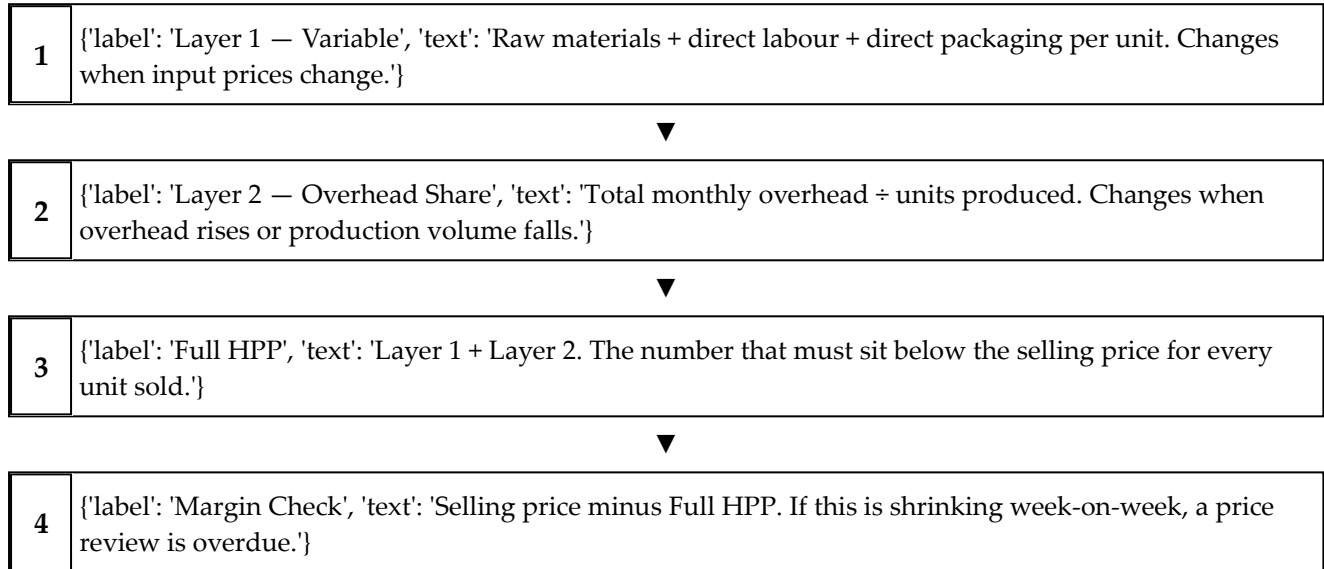 1
{'label': 'Layer 1 — Variable', 'text': 'Raw materials + direct labour + direct packaging per unit. Changes
when input prices change.'}
▼
2
{'label': 'Layer 2 — Overhead Share', 'text': 'Total monthly overhead ÷ units produced. Changes when
overhead rises or production volume falls.'}
▼
3
{'label': 'Full HPP', 'text': 'Layer 1 + Layer 2. The number that must sit below the selling price for every
unit sold.'}
▼
4
{'label': 'Margin Check', 'text': 'Selling price minus Full HPP. If this is shrinking week-on-week, a price
review is overdue.'}